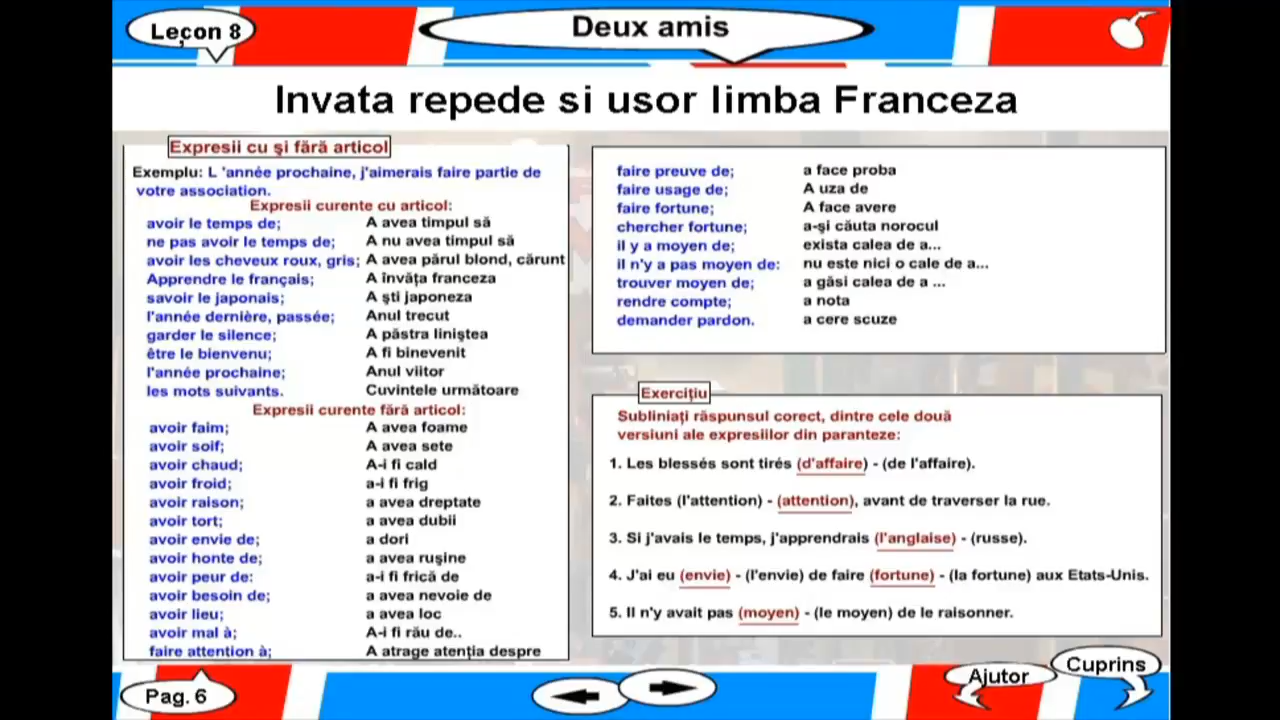 Leçon 8
Deux amis
Invata repede si usor limba Franceza
Expresii cu şi fără articol
Exemplu: L 'année prochaine, j'aimerais faire partie de
votre association.
Expresii curente cu articol:
avoir le temps de; A avea timpul să
ne pas avoir le temps de; A nu avea timpul să
avoir les cheveux roux, gris; A avea părul blond, cărunt
Apprendre le français; A învăţa franceza
savoir le japonais; A şti japoneza
l'année dernière, passée; Anul trecut
garder le silence; A păstra liniştea
être le bienvenu; A fi binevenit
l'année prochaine; Anul viitor
les mots suivants. Cuvintele următoare
Expresii curente fără articol:
avoir faim; A avea foame
avoir soif; A avea sete
avoir chaud; A-i fi cald
avoir froid; a-i fi frig
avoir raison; a avea dreptate
avoir tort; a avea dubii
avoir envie de; a dori
avoir honte de; a avea ruşine
avoir peur de: a-i fi frică de
avoir besoin de; a avea nevoie de
avoir lieu; a avea loc
avoir mal à; A-i fi rău de..
faire attention à; A atrage atenţia despre
faire preuve de; a face proba
faire usage de; A uza de
faire fortune; A face avere
chercher fortune; a-şi căuta norocul
il y a moyen de; exista calea de a...
il n'y a pas moyen de: nu este nici o cale de a...
trouver moyen de; a găsi calea de a ...
rendre compte; a nota
demander pardon. a cere scuze
Exerciţiu
Subliniaţi răspunsul corect, dintre cele două
versiuni ale expresiilor din paranteze:
1. Les blessés sont tirés (d'affaire) - (de l'affaire).
2. Faites (l'attention) - (attention), avant de traverser la rue.
3. Si j'avais le temps, j'apprendrais (l'anglaise) - (russe).
4. J'ai eu (envie) - (l'envie) de faire (fortune) - (la fortune) aux Etats-Unis.
5. Il n'y avait pas (moyen) - (le moyen) de le raisonner.
Pag. 6
Ajutor
Cuprins